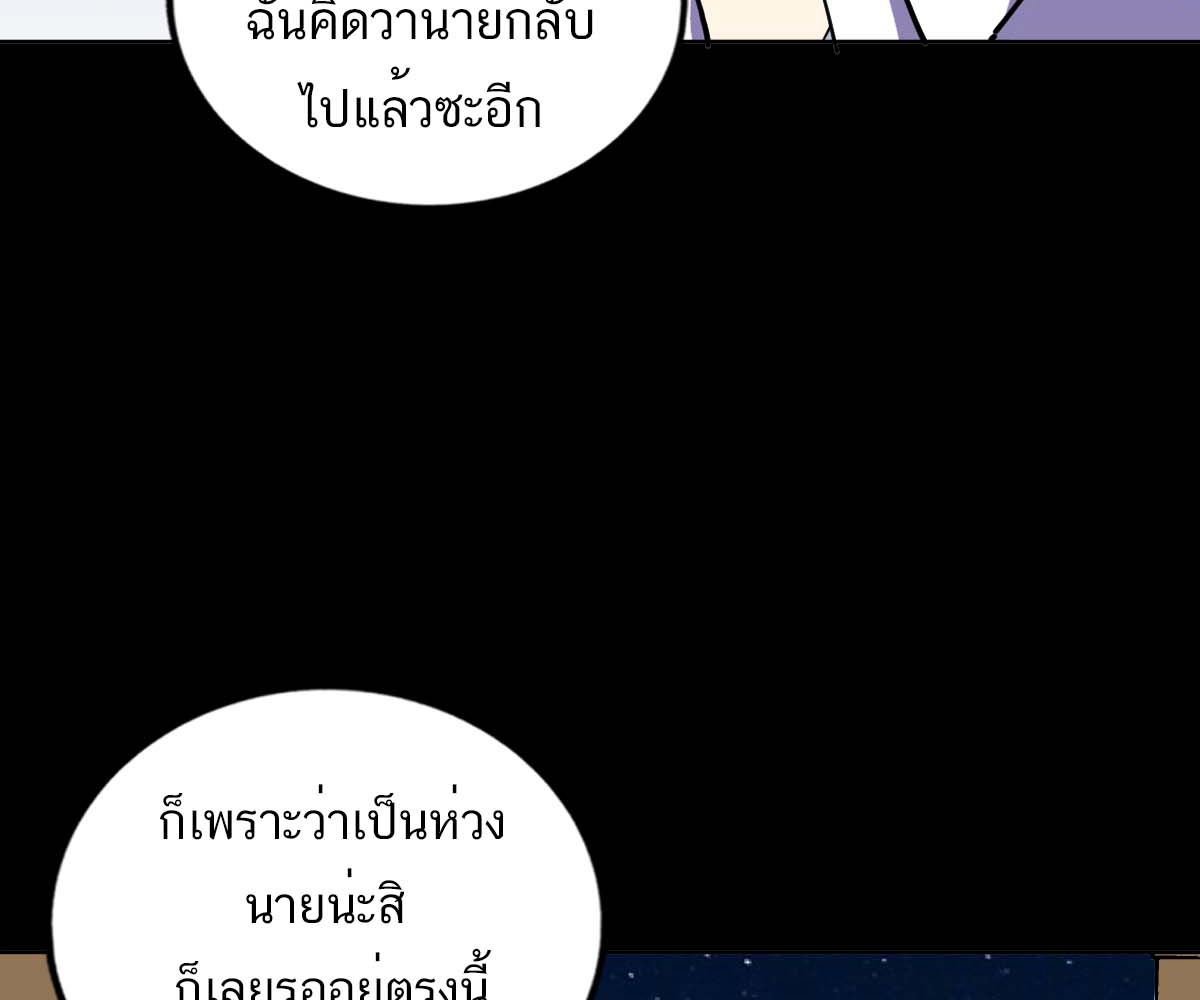 ฉันคิดว่านายกลับ
ไปแล้วซะอีก
ก็เพราะว่าเป็นห่วง
นายน่ะสิ
ก็เลยรออยู่ตรงนี้